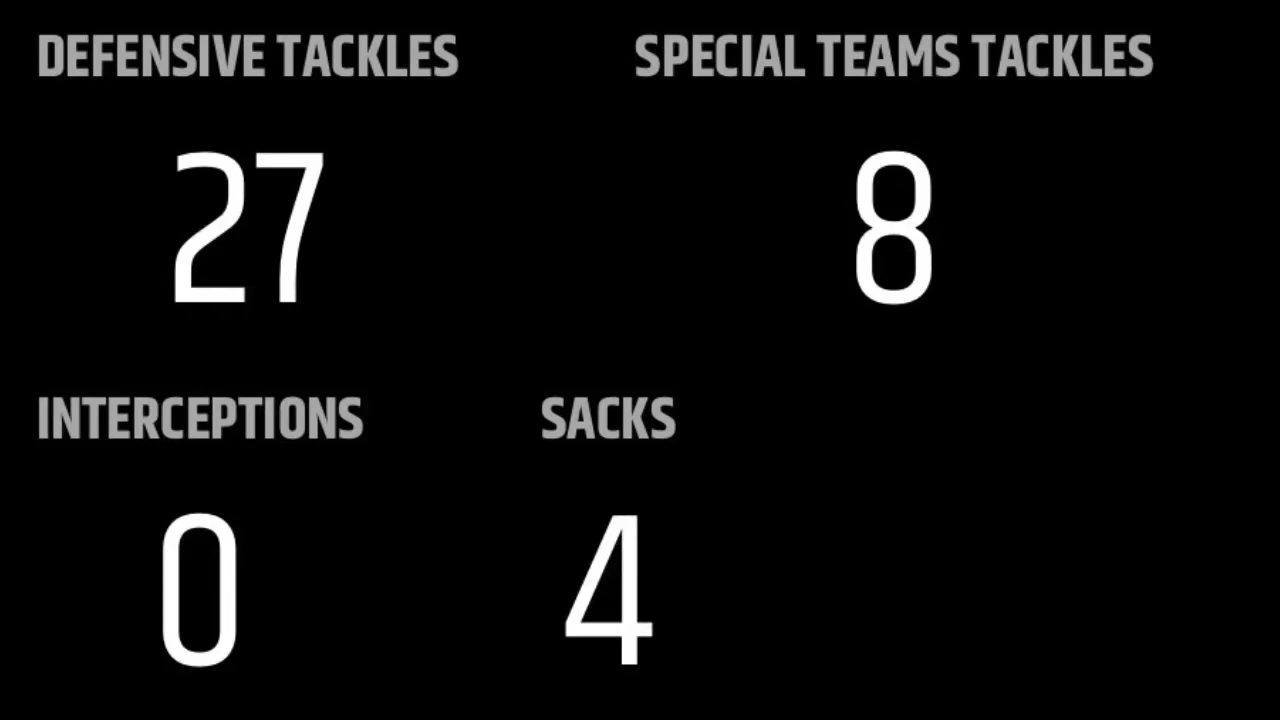 DEFENSIVE TACKLES SPECIAL TEAMS TACKLES
27 8
INTERCEPTIONS SACKS
0 4